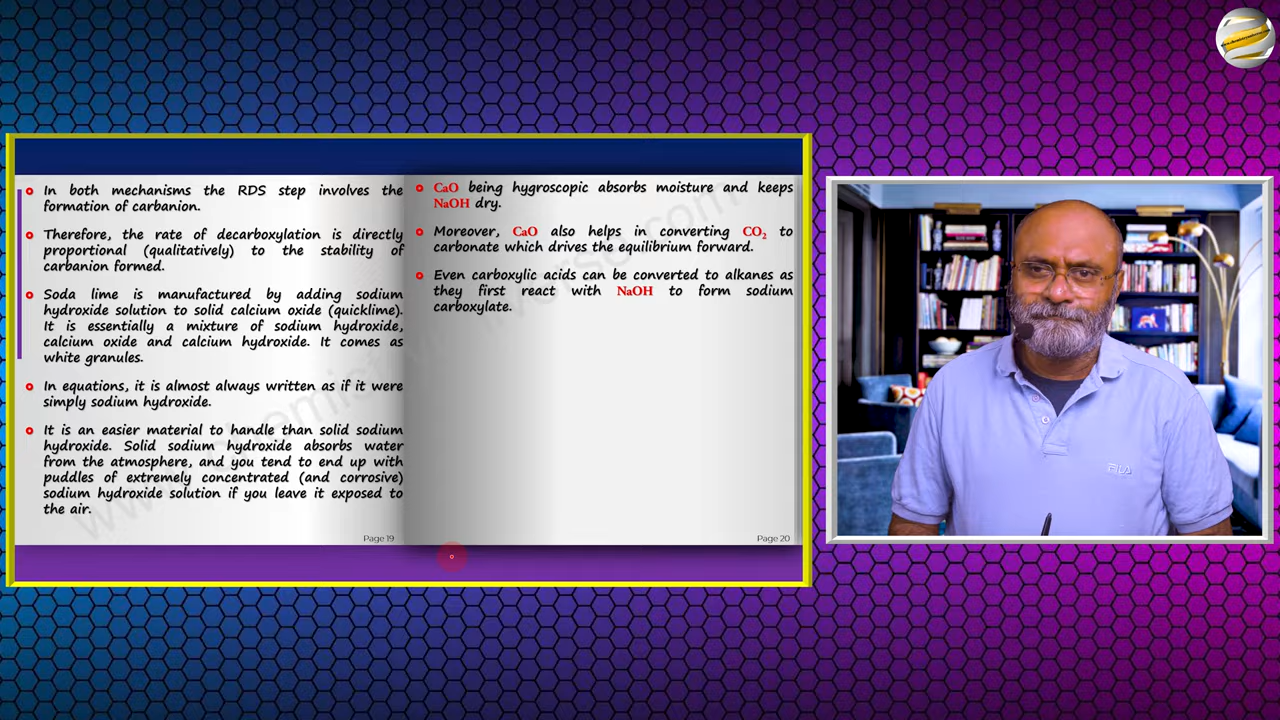 In both mechanisms the RDS step involves the
formation of carbanion.
Therefore, the rate of decarboxylation is directly
proportional (qualitatively) to the stability of
carbanion formed.
Soda lime is manufactured by adding sodium
hydroxide solution to solid calcium oxide (quicklime).
It is essentially a mixture of sodium hydroxide,
calcium oxide and calcium hydroxide. It comes as
white granules.
In equations, it is almost always written as if it were
simply sodium hydroxide.
It is an easier material to handle than solid sodium
hydroxide. Solid sodium hydroxide absorbs water
from the atmosphere, and you tend to end up with
puddles of extremely concentrated (and corrosive)
sodium hydroxide solution if you leave it exposed to
the air.
Page 19
CaO being hygroscopic absorbs moisture and keeps
NaOH dry.
Moreover, CaO also helps in converting CO₂ to
carbonate which drives the equilibrium forward.
Even carboxylic acids can be converted to alkanes as
they first react with NaOH to form sodium
carboxylate.
Page 20
FILA